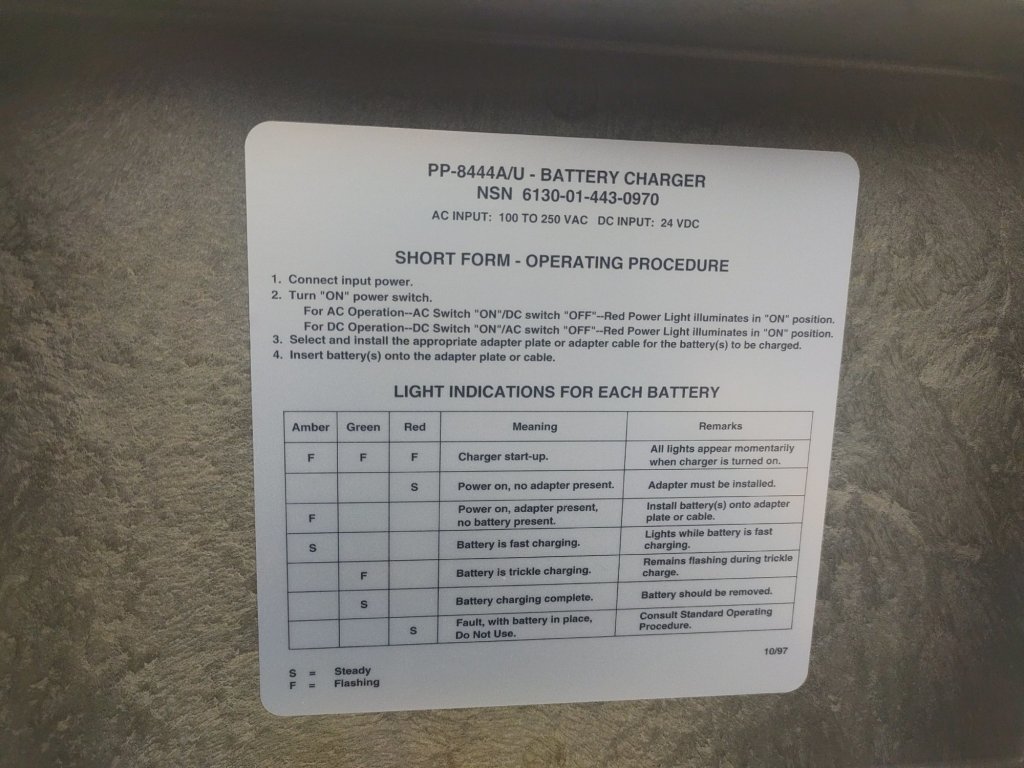 PP-8444A/U - BATTERY CHARGER
NSN 6130-01-443-0970
AC INPUT: 100 TO 250 VAC DC INPUT: 24 VDC
SHORT FORM - OPERATING PROCEDURE
1. Connect input power.
2. Turn "ON" power switch.
For AC Operation--AC Switch "ON"/DC switch "OFF"--Red Power Light illuminates in "ON" position.
For DC Operation--DC Switch "ON"/AC switch "OFF"--Red Power Light illuminates in "ON" position.
3. Select and install the appropriate adapter plate or adapter cable for the battery(s) to be charged.
4. Insert battery(s) onto the adapter plate or cable.
LIGHT INDICATIONS FOR EACH BATTERY
Amber Green Red Meaning Remarks
F F F Charger start-up. All lights appear momentarily
when charger is turned on.
S Power on, no adapter present. Adapter must be installed.
F Power on, adapter present, Install battery(s) onto adapter
no battery present. plate or cable.
S Battery is fast charging. Lights while battery is fast
charging.
F Battery is trickle charging. Remains flashing during trickle
charge.
S Battery charging complete. Battery should be removed.
S Fault, with battery in place, Consult Standard Operating
Do Not Use. Procedure.
10/97
S = Steady
F = Flashing